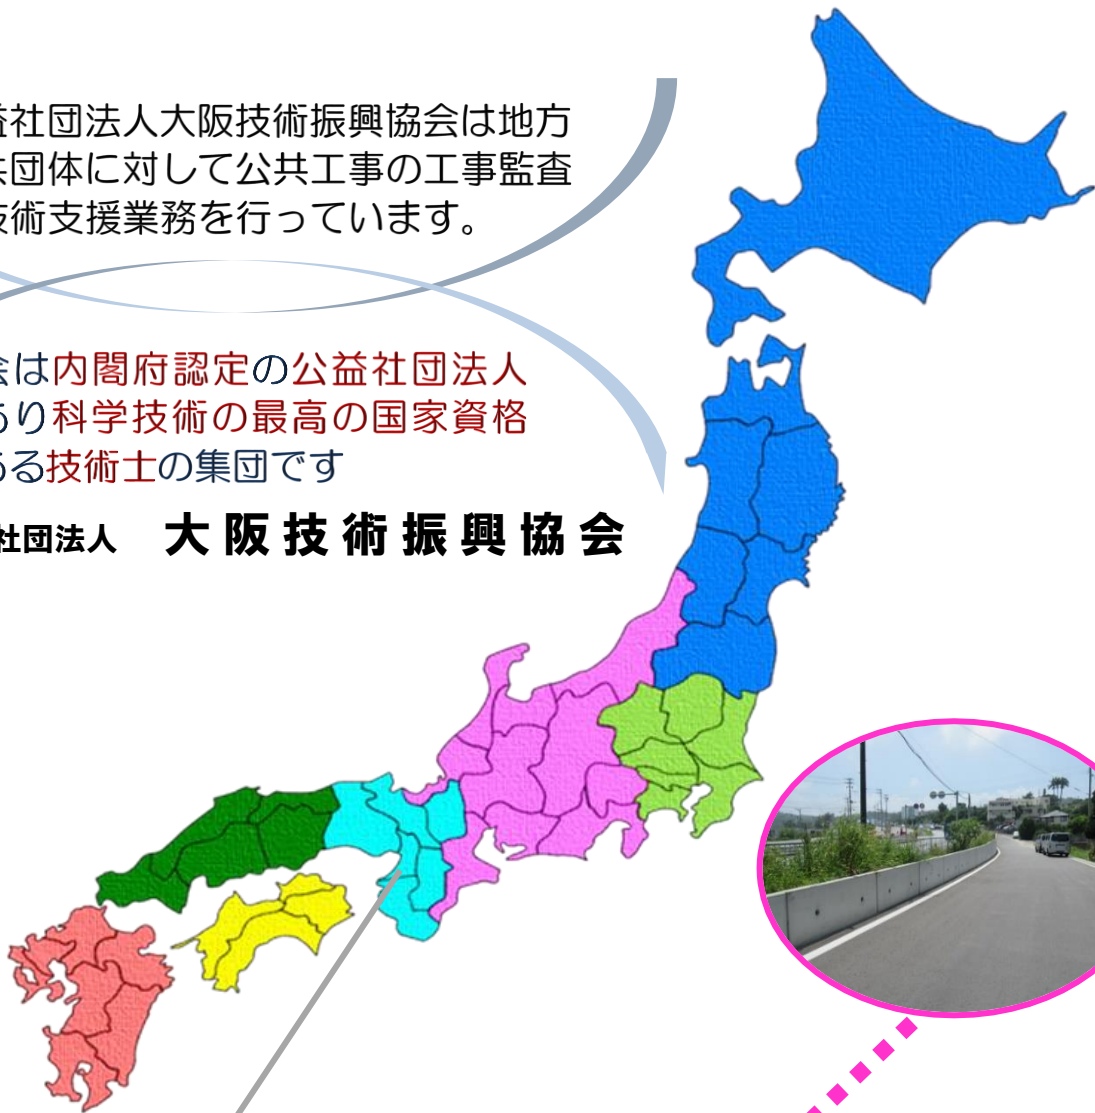 益社団法人大阪技術振興協会は地方
共団体に対して公共工事の工事監査
技術支援業務を行っています。
会は内閣府認定の公益社団法人
あり科学技術の最高の国家資格
ある技術士の集団です
社団法人 大阪技術振興協会